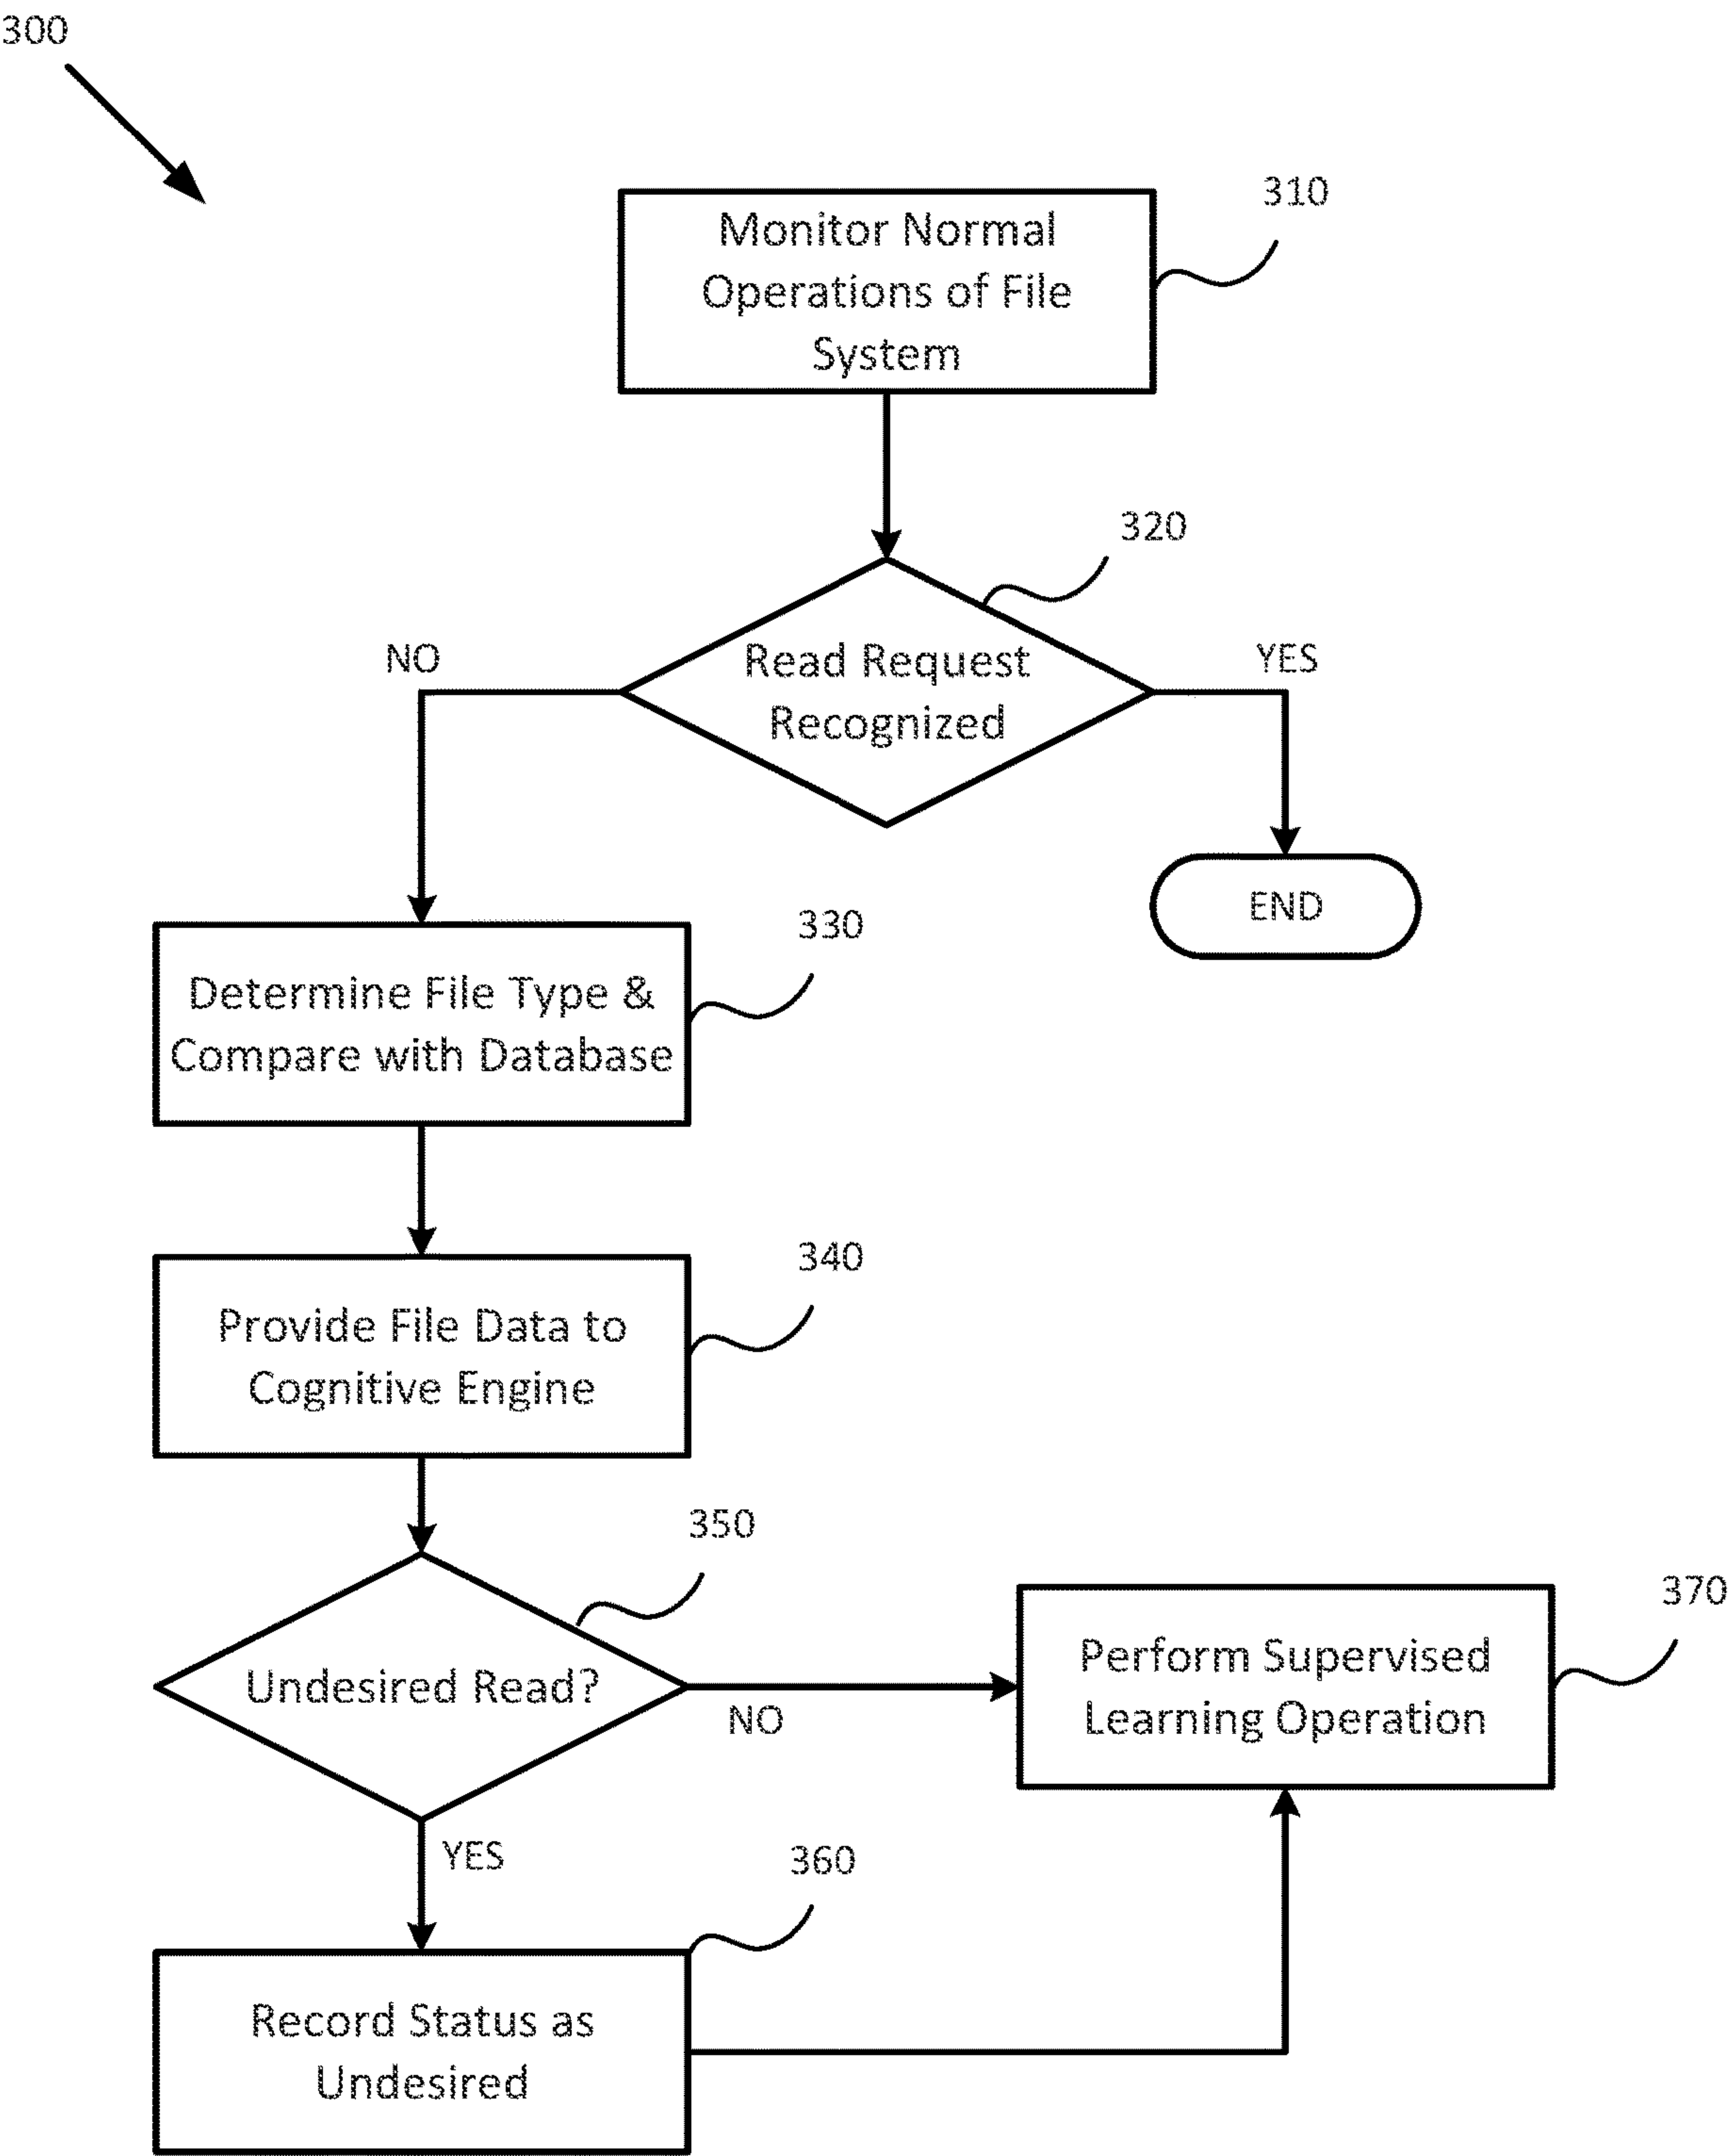 300
310
Monitor Normal
Operations of File
System
320
NO
Read Request
Recognized
YES
END
330
Determine File Type &
Compare with Database
340
Provide File Data to
Cognitive Engine
350
Undesired Read?
NO
YES
370
Perform Supervised
Learning Operation
360
Record Status as
Undesired